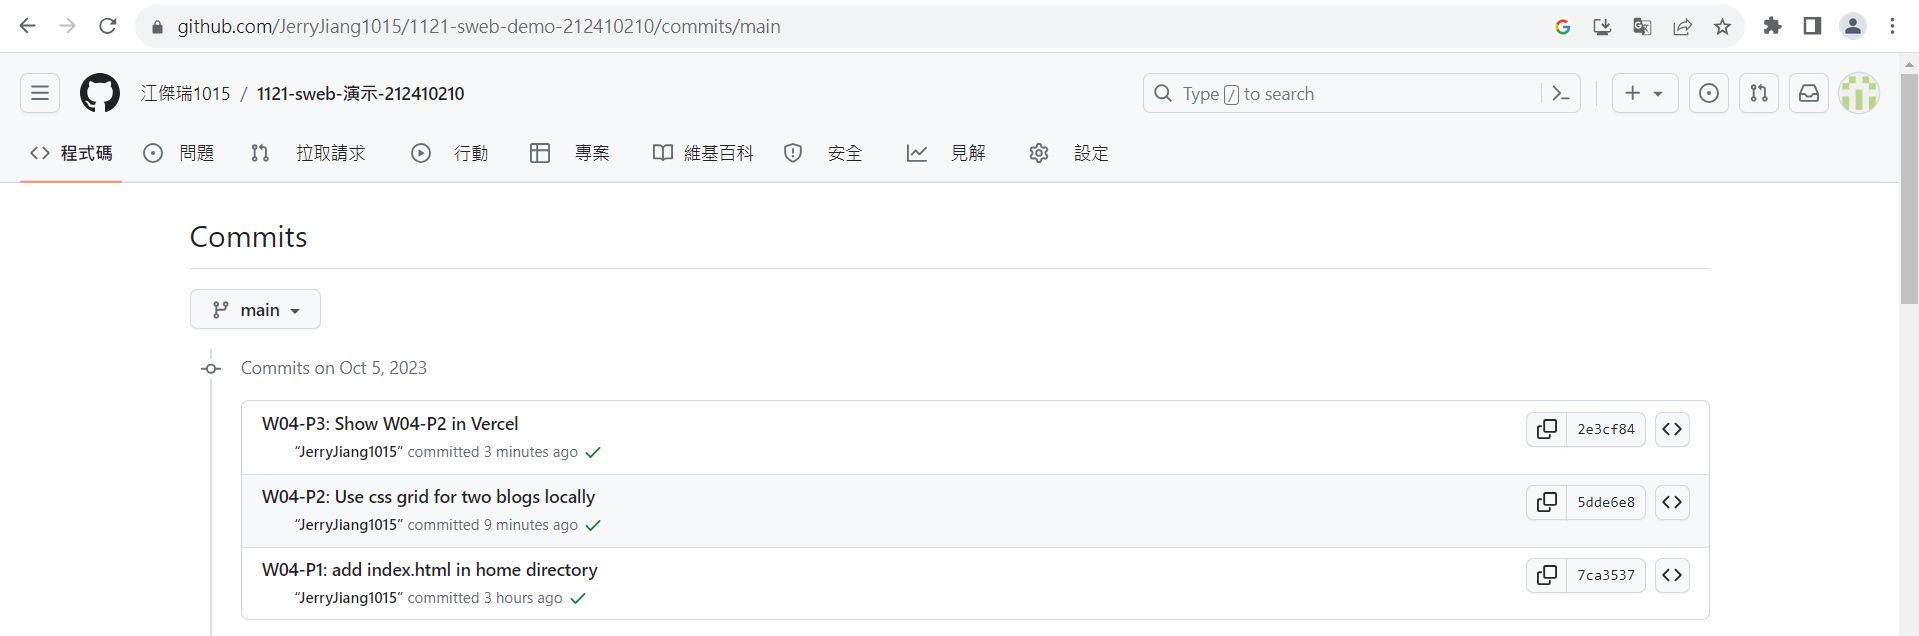 github.com/JerryJiang1015/1121-sweb-demo-212410210/commits/main
江傑瑞1015 / 1121-sweb-演示-212410210
Type / to search
程式碼 問題 拉取請求 行動 專案 維基百科 安全 見解 設定
Commits
main
Commits on Oct 5, 2023
W04-P3: Show W04-P2 in Vercel
2e3cf84
“JerryJiang1015” committed 3 minutes ago
W04-P2: Use css grid for two blogs locally
5dde6e8
“JerryJiang1015” committed 9 minutes ago
W04-P1: add index.html in home directory
7ca3537
“JerryJiang1015” committed 3 hours ago